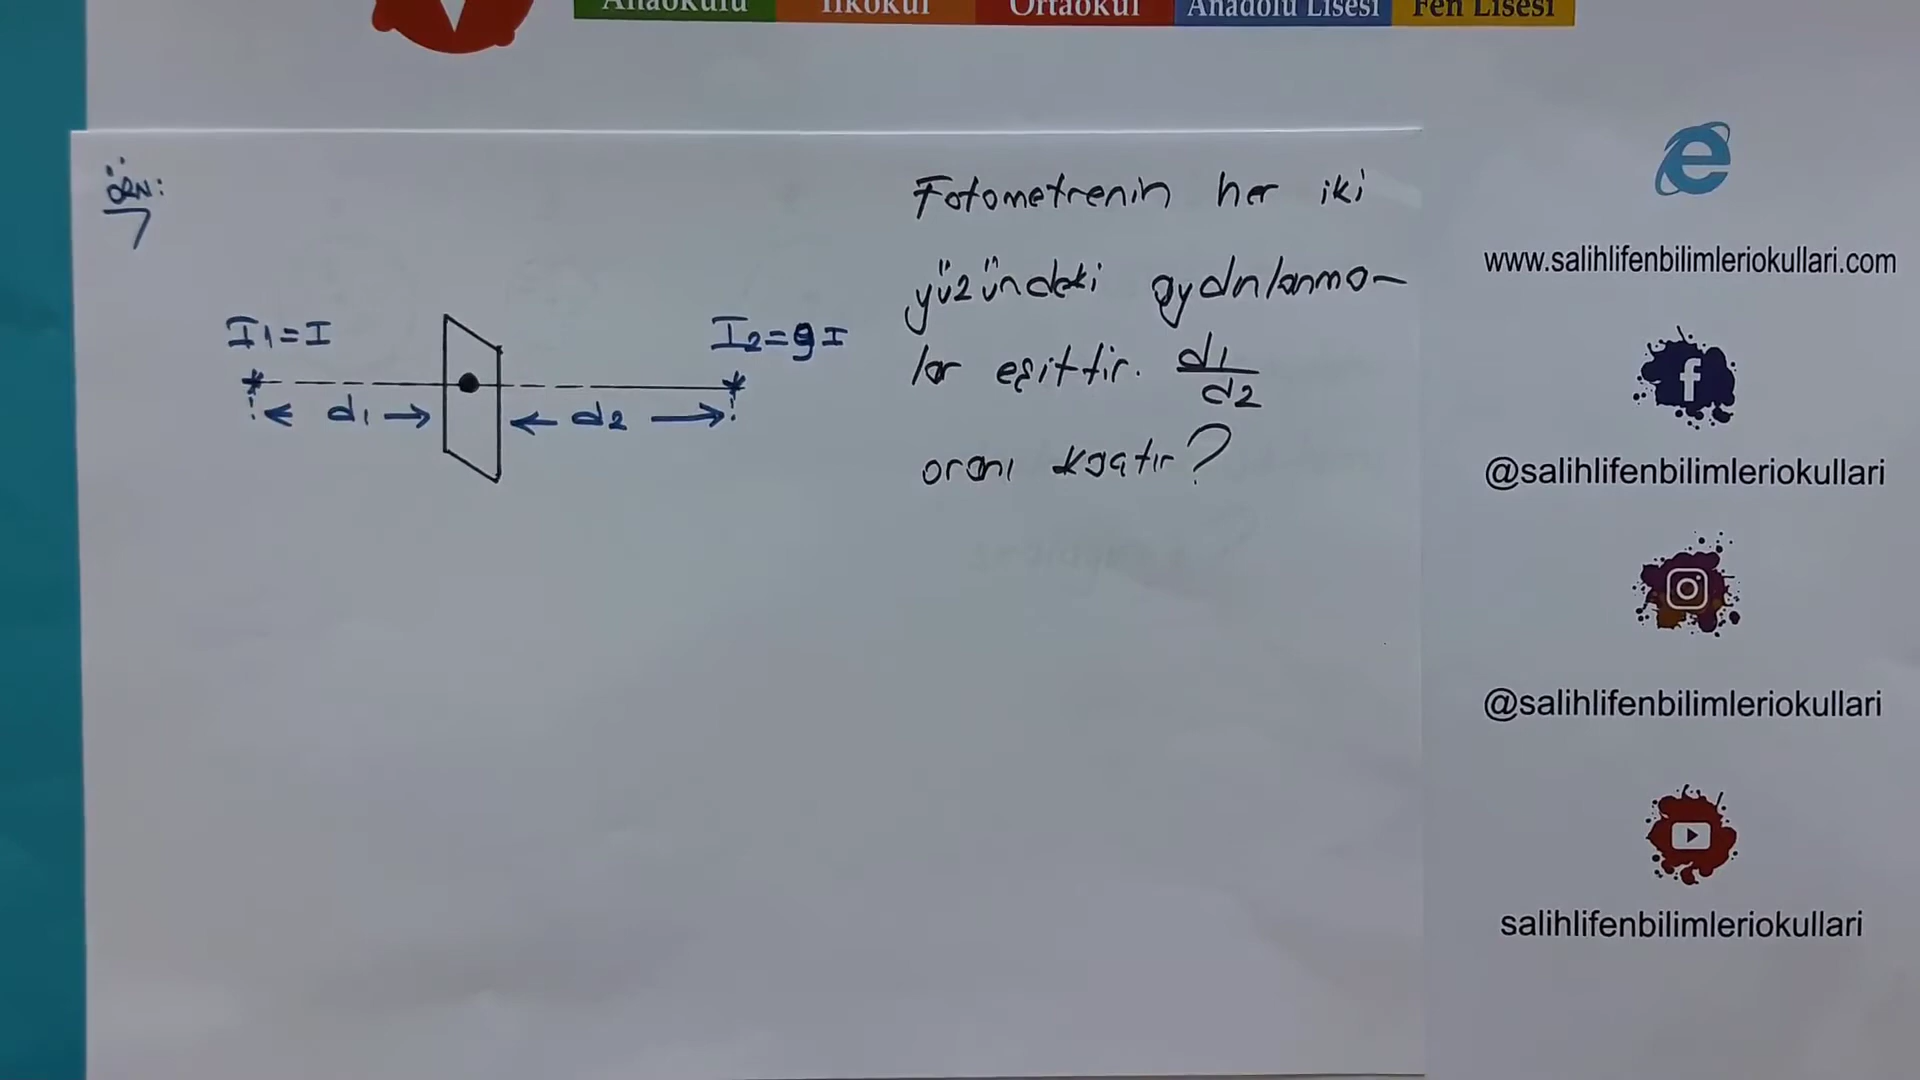 Anaokulu İlkokul Ortaokul Anadolu Lisesi Fen Lisesi
ÖRN:
7
I1=I
I2=9I
d1
d2
Fotometrenin her iki
yüzündeki aydınlanma-
lar eşittir. d1/d2
oranı kaçtır?
www.salihlifenbilimleriokullari.com
@salihlifenbilimleriokullari
@salihlifenbilimleriokullari
salihlifenbilimleriokullari